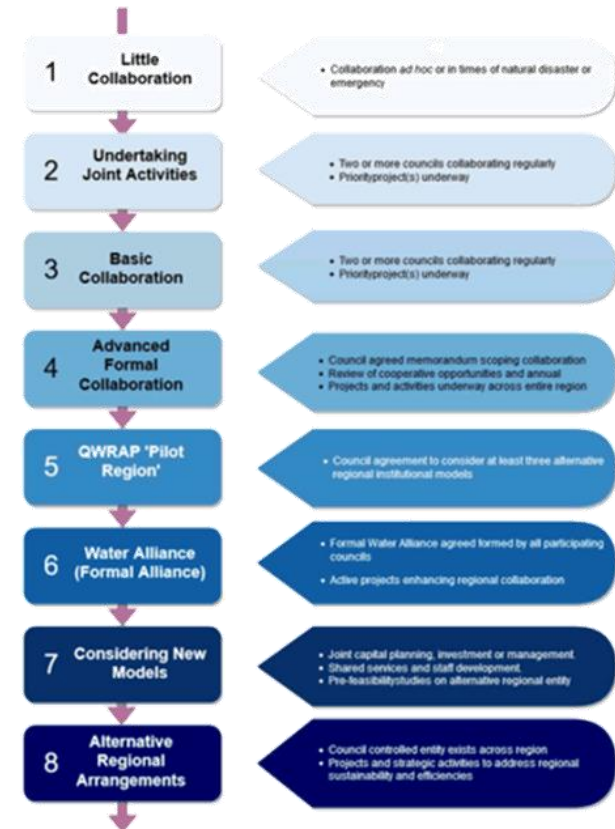 1
Little
Collaboration
• Collaboration ad hoc or in times of natural disaster or
emergency
2
Undertaking
Joint Activities
• Two or more councils collaborating regularly
• Priorityproject(s) underway
3
Basic
Collaboration
• Two or more councils collaborating regularly
• Priorityproject(s) underway
4
Advanced
Formal
Collaboration
• Council agreed memorandum scoping collaboration
• Review of cooperative opportunities and annual
• Projects and activities underway across entire region
5
QWRAP 'Pilot
Region'
• Council agreement to consider at least three alternative
regional institutional models
6
Water Alliance
(Formal Alliance)
• Formal Water Alliance agreed formed by all participating
councils
• Active projects enhancing regional collaboration
7
Considering New
Models
• Joint capital planning, investment or management.
• Shared services and staff development.
• Pre-feasibilitystudies on alternative regional entity
8
Alternative
Regional
Arrangements
• Council controlled entity exists across region
• Projects and strategic activities to address regional
sustainability and efficiencies